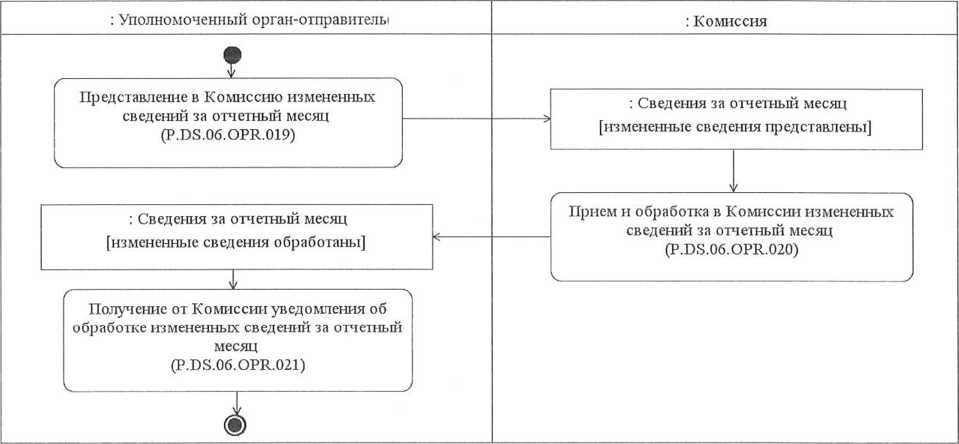 : Уполномоченный орган-отправитель
: Комиссия
Представление в Комиссию измененных
сведений за отчетный месяц
(P.DS.06.OPR.019)
: Сведения за отчетный месяц
[измененные сведения представлены]
Прием и обработка в Комиссии измененных
сведений за отчетный месяц
(P.DS.06.OPR.020)
: Сведения за отчетный месяц
[измененные сведения обработаны]
Получение от Комиссии уведомления об
обработке измененных сведений за отчетный
месяц
(P.DS.06.OPR.021)